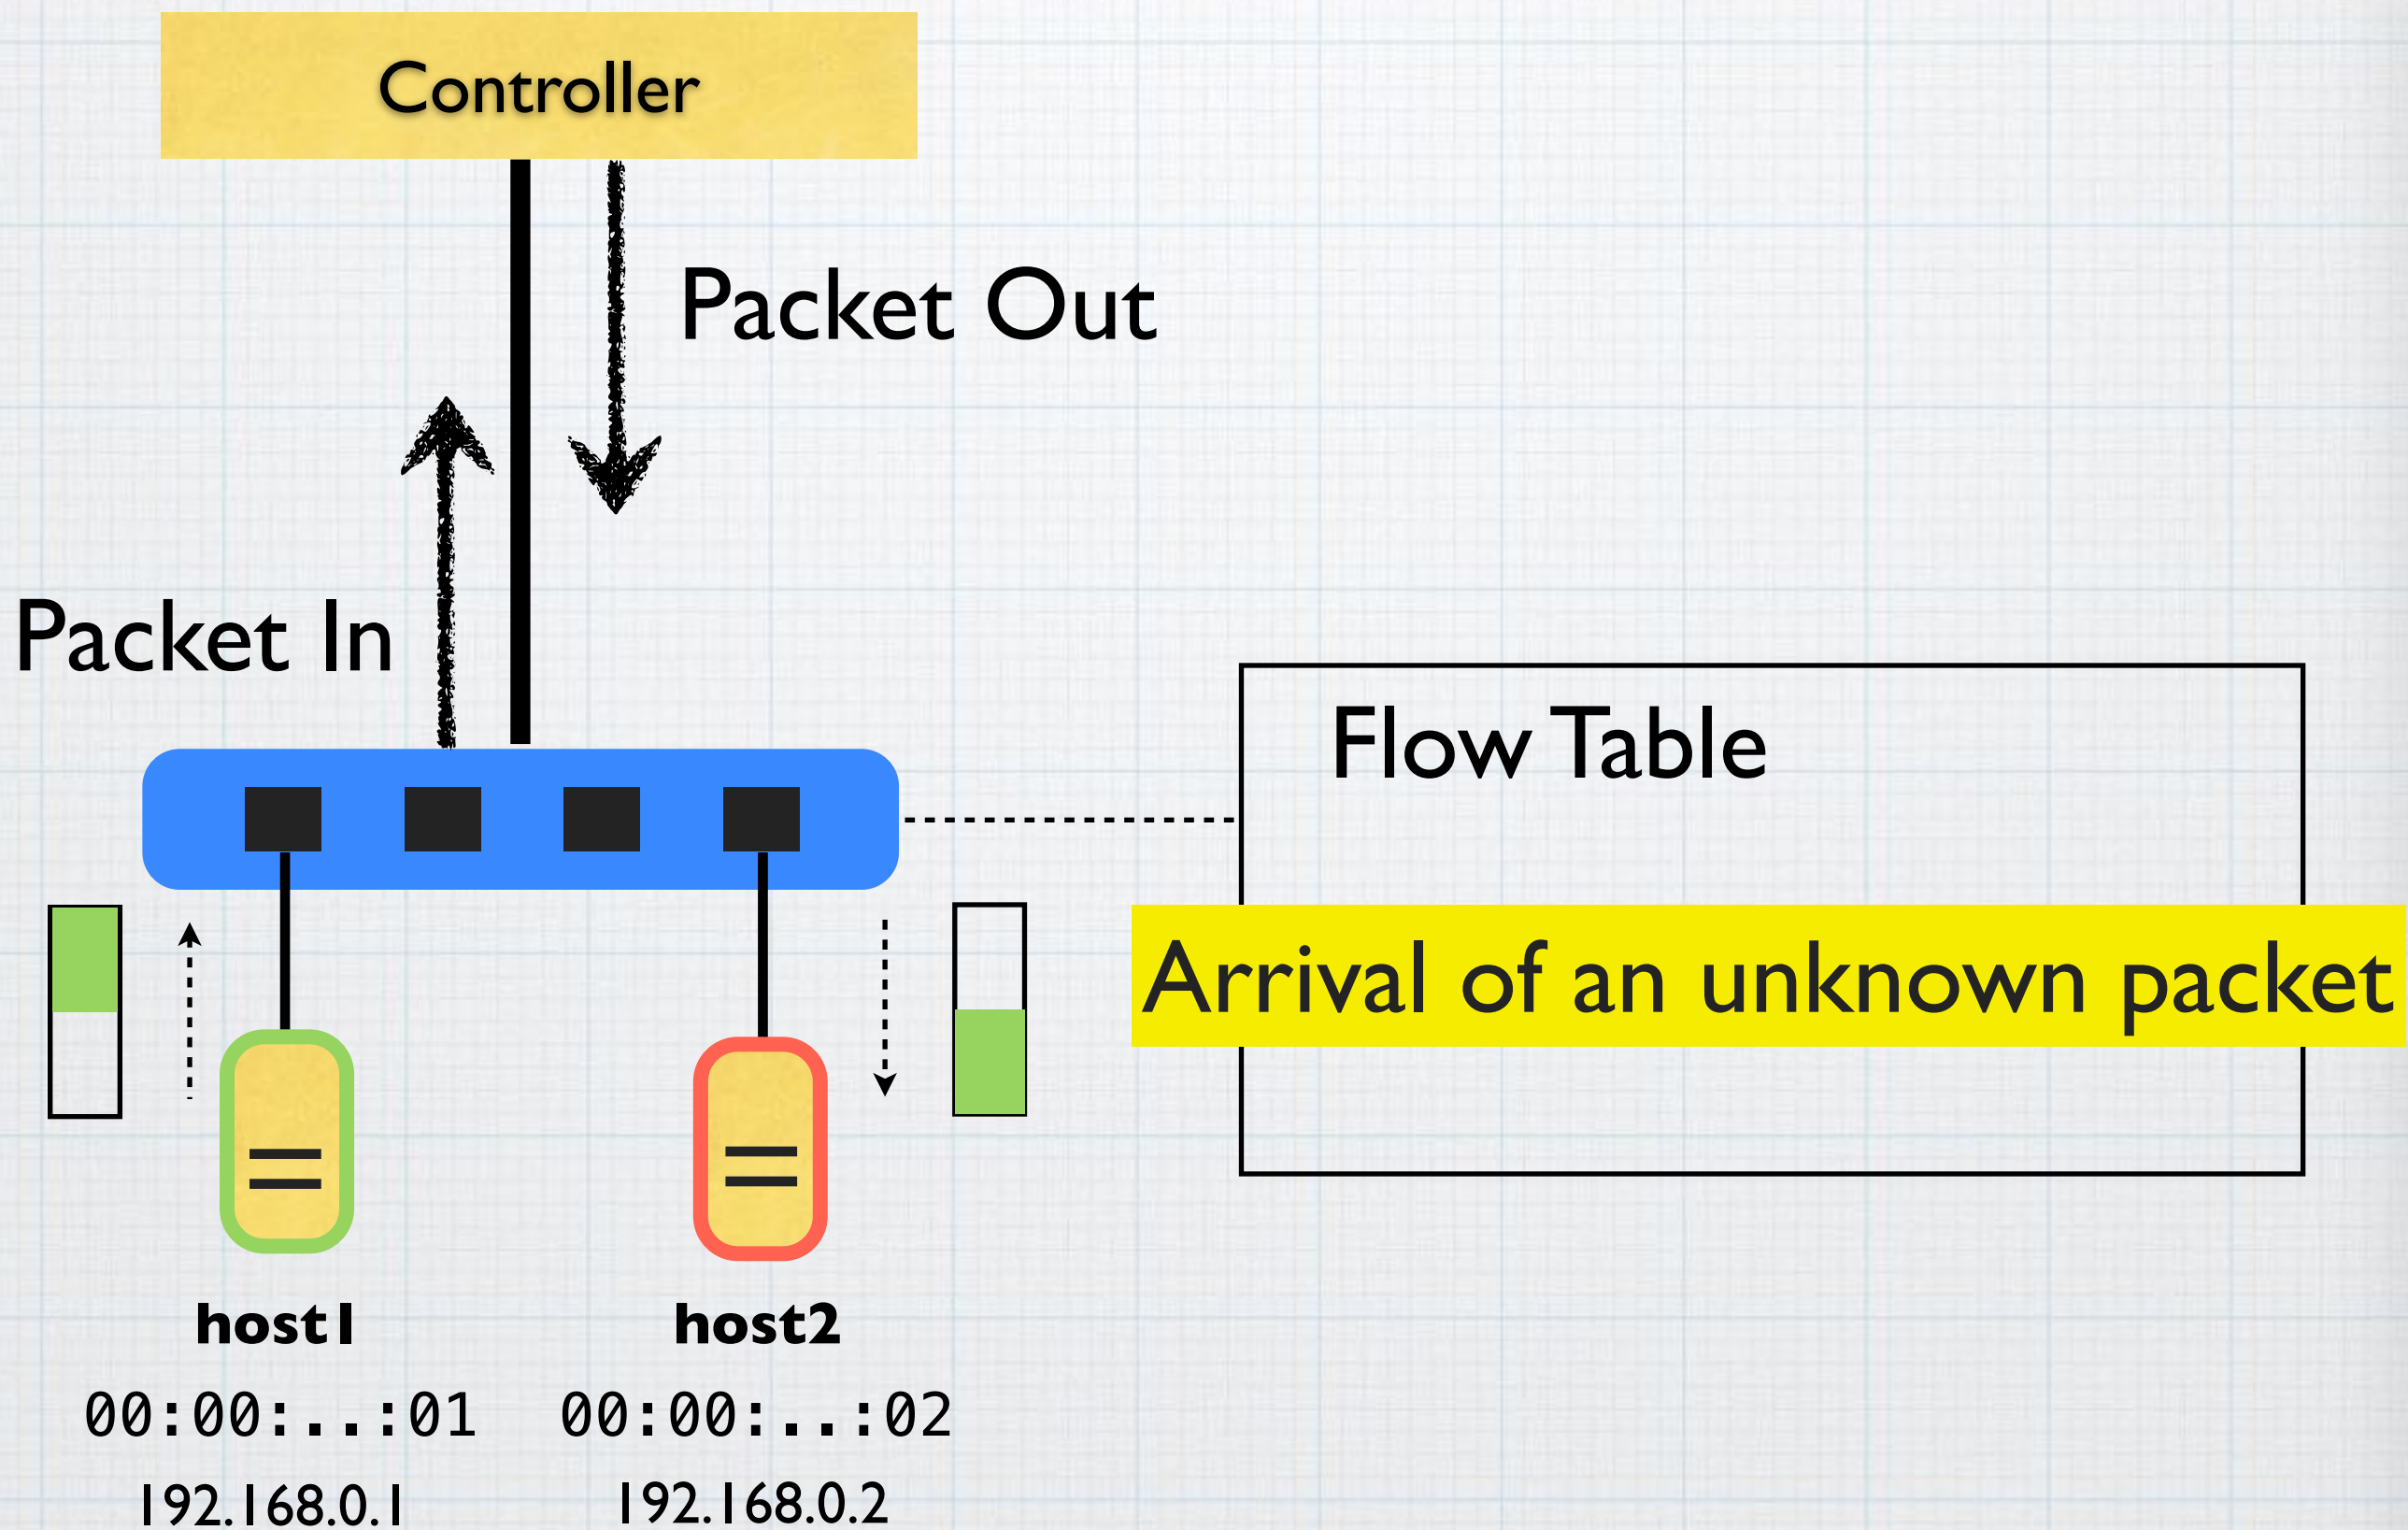 Controller
Packet Out
Packet In
Flow Table
Arrival of an unknown packet
host1
host2
00:00:..:01
00:00:..:02
192.168.0.1
192.168.0.2